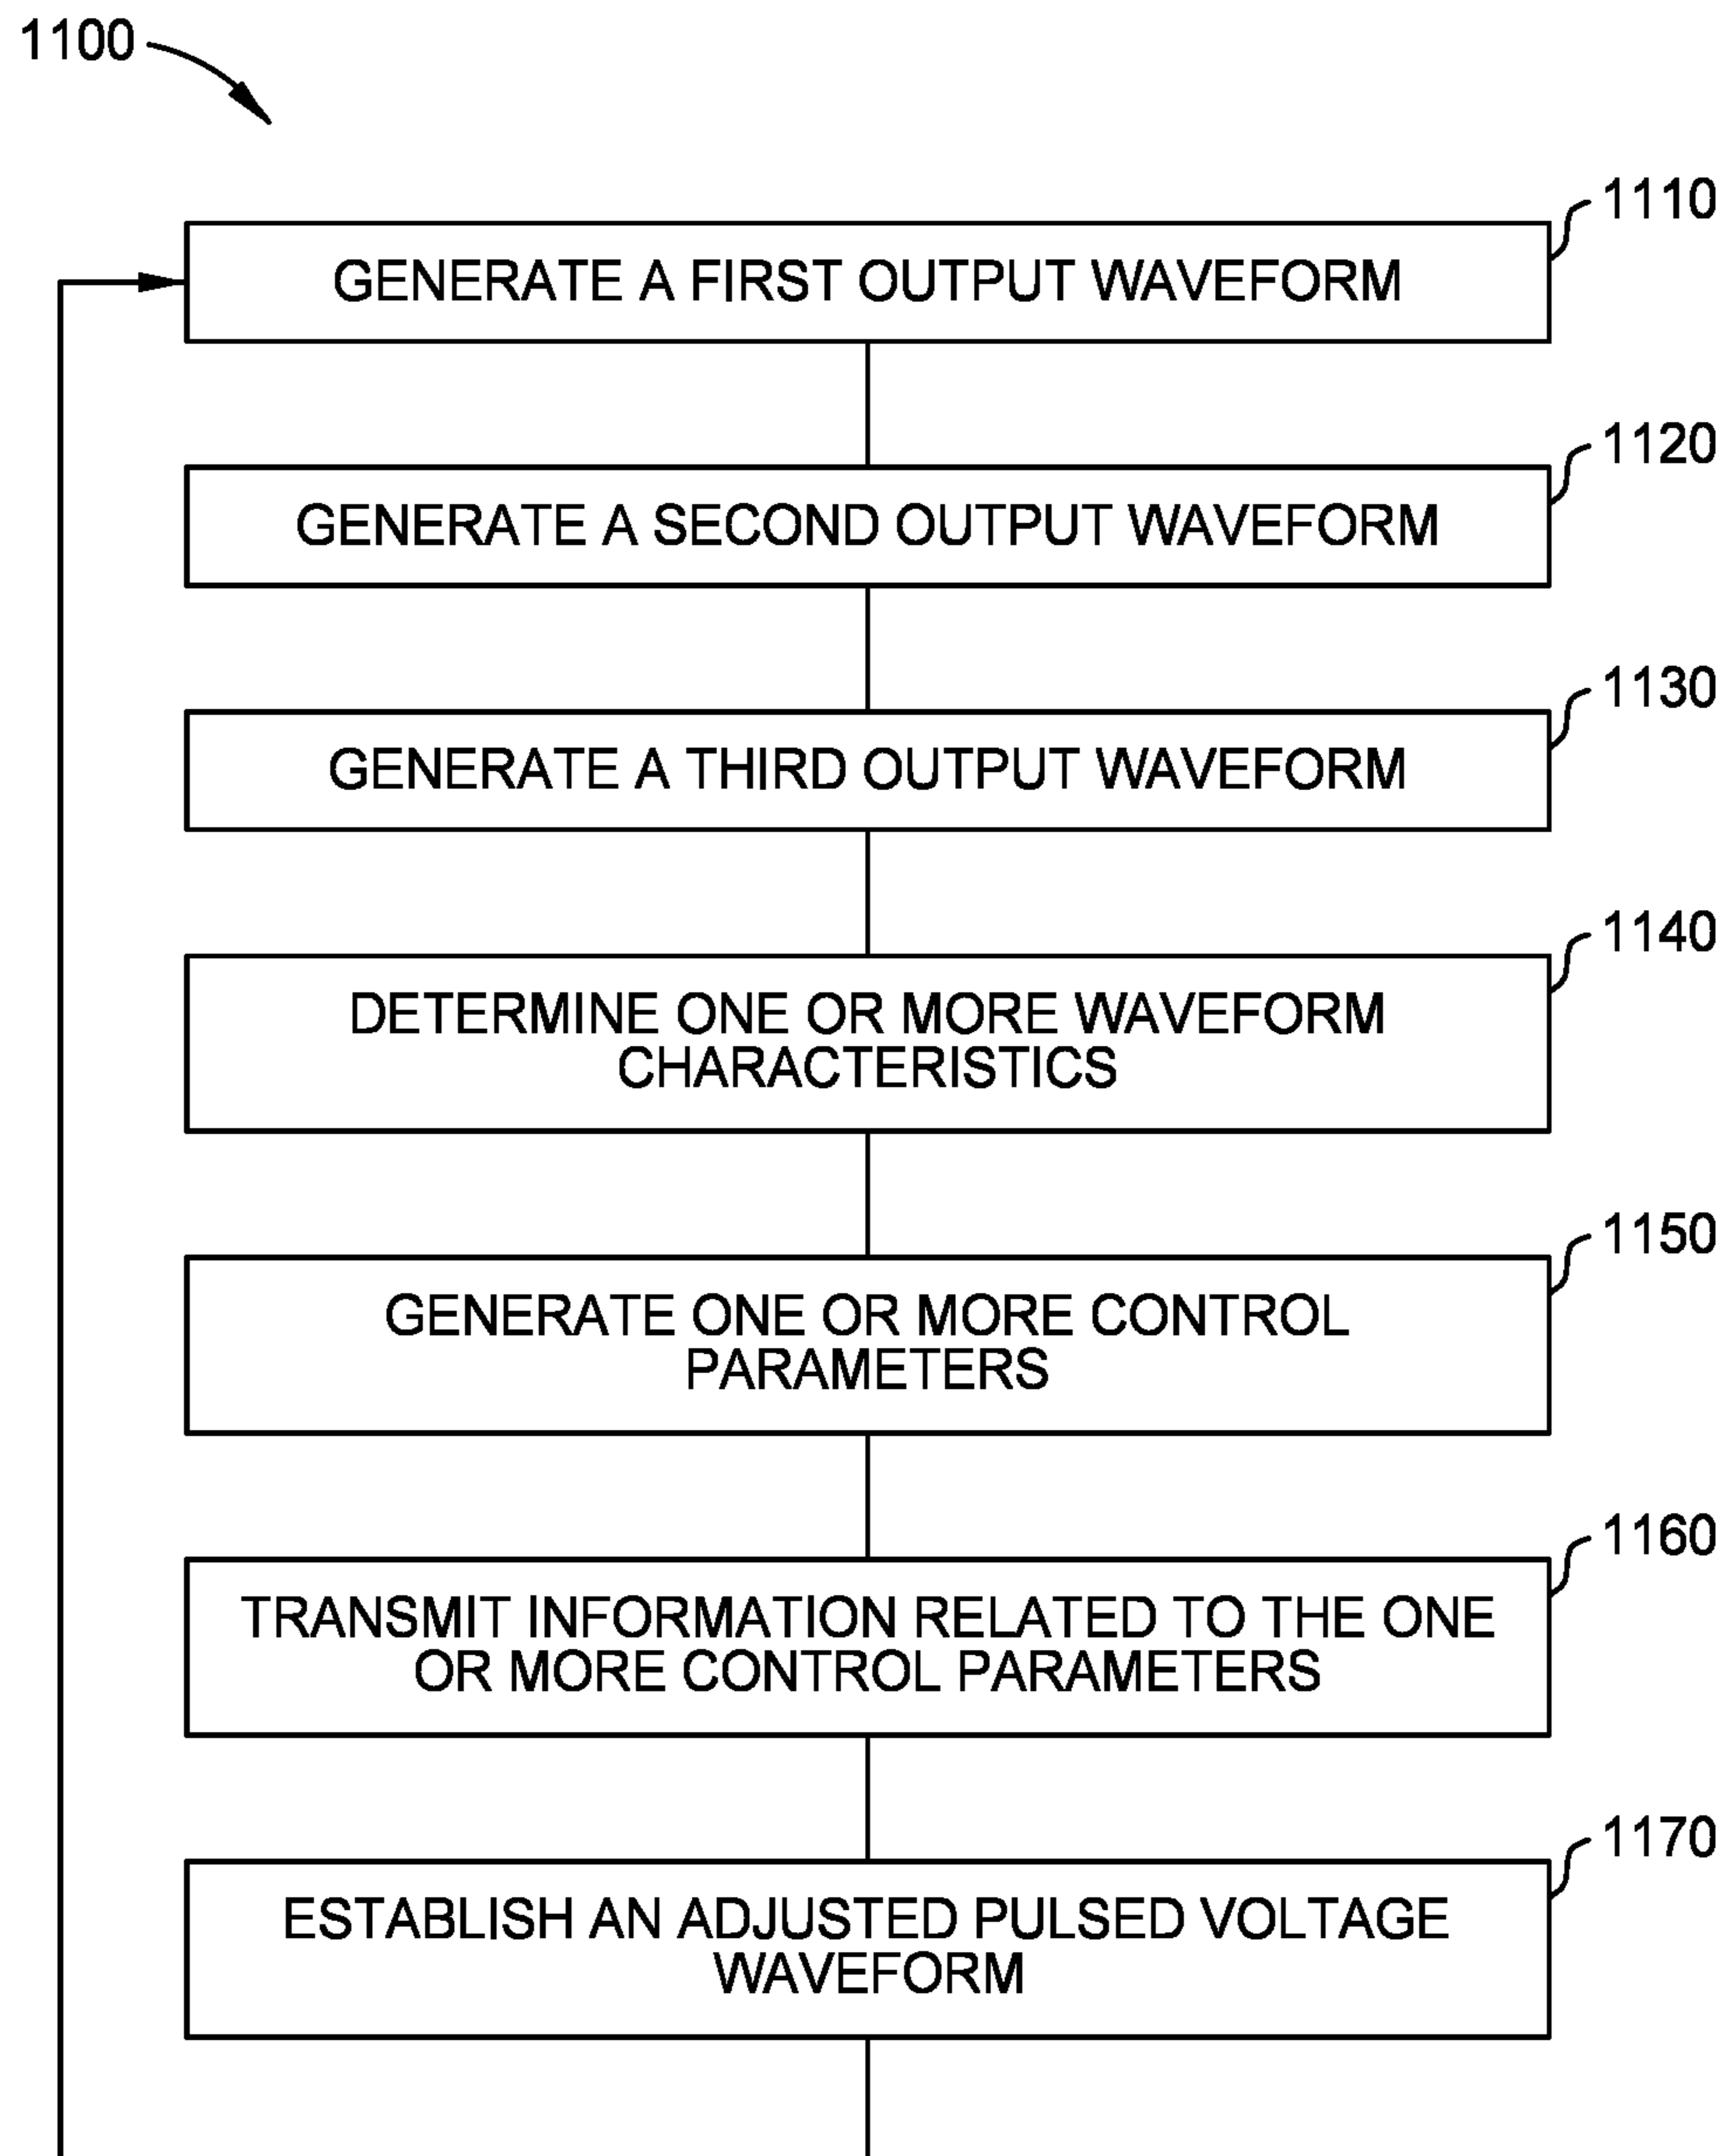 1100
1110
GENERATE A FIRST OUTPUT WAVEFORM
1120
GENERATE A SECOND OUTPUT WAVEFORM
1130
GENERATE A THIRD OUTPUT WAVEFORM
1140
DETERMINE ONE OR MORE WAVEFORM
CHARACTERISTICS
1150
GENERATE ONE OR MORE CONTROL
PARAMETERS
1160
TRANSMIT INFORMATION RELATED TO THE ONE
OR MORE CONTROL PARAMETERS
1170
ESTABLISH AN ADJUSTED PULSED VOLTAGE
WAVEFORM